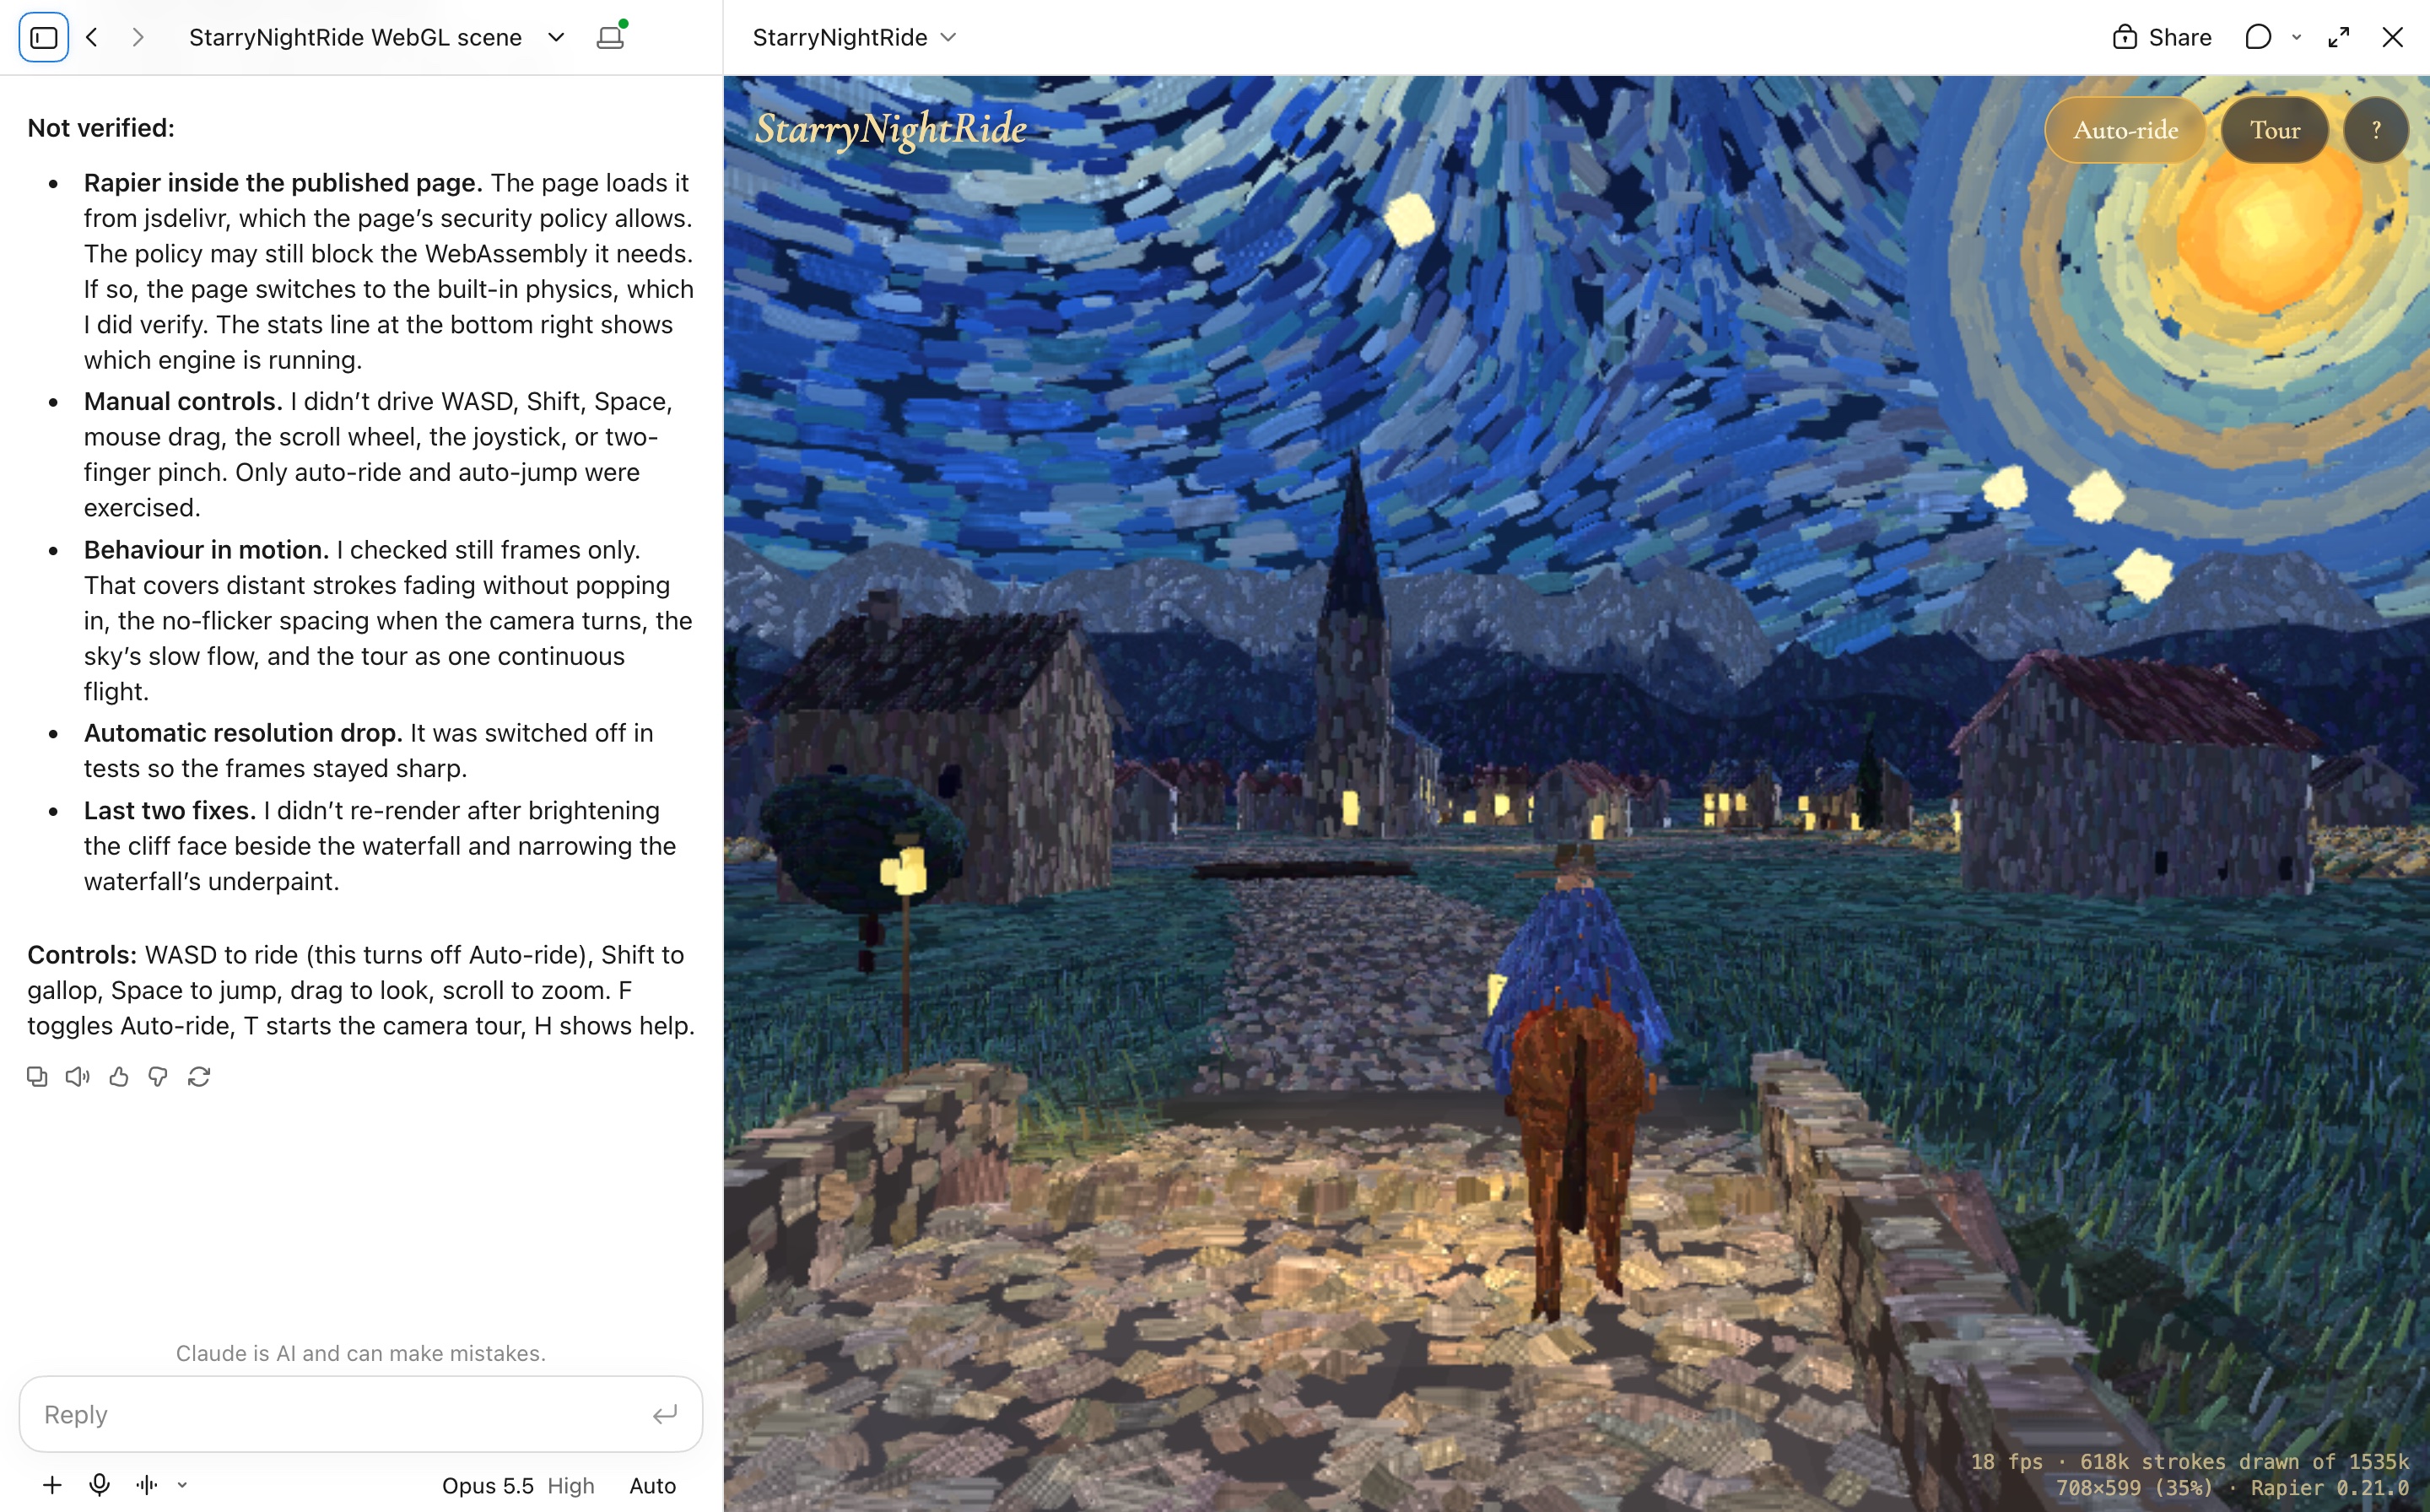 StarryNightRide WebGL scene
StarryNightRide
Share
Not verified:
Rapier inside the published page. The page loads it
from jsdelivr, which the page’s security policy allows.
The policy may still block the WebAssembly it needs.
If so, the page switches to the built-in physics, which
I did verify. The stats line at the bottom right shows
which engine is running.
Manual controls. I didn’t drive WASD, Shift, Space,
mouse drag, the scroll wheel, the joystick, or two-
finger pinch. Only auto-ride and auto-jump were
exercised.
Behaviour in motion. I checked still frames only.
That covers distant strokes fading without popping
in, the no-flicker spacing when the camera turns, the
sky’s slow flow, and the tour as one continuous
flight.
Automatic resolution drop. It was switched off in
tests so the frames stayed sharp.
Last two fixes. I didn’t re-render after brightening
the cliff face beside the waterfall and narrowing the
waterfall’s underpaint.
Controls: WASD to ride (this turns off Auto-ride), Shift to
gallop, Space to jump, drag to look, scroll to zoom. F
toggles Auto-ride, T starts the camera tour, H shows help.
Claude is AI and can make mistakes.
Reply
Opus 5.5 High Auto
StarryNightRide
Auto-ride Tour ?
18 fps · 618k strokes drawn of 1535k
708×599 (35%) · Rapier 0.21.0